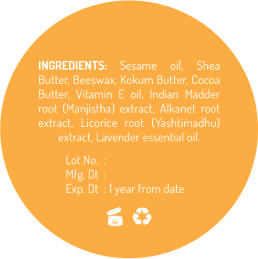 INGREDIENTS: Sesame oil, Shea
Butter, Beeswax, Kokum Butter, Cocoa
Butter, Vitamin E oil, Indian Madder
root (Manjistha) extract, Alkanet root
extract, Licorice root (Yashtimadhu)
extract, Lavender essential oil.
Lot No. :
Mfg. Dt :
Exp. Dt : 1 year from date